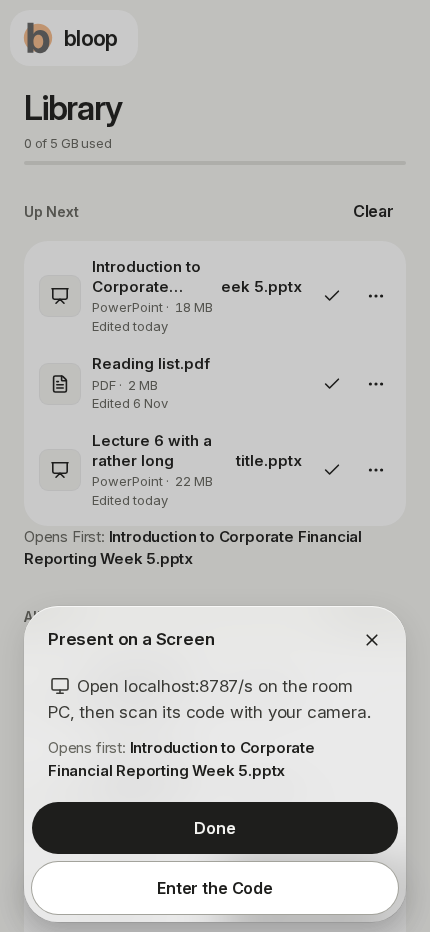 bloop
Library
0 of 5 GB used
Up Next
Clear
Introduction to
Corporate… eek 5.pptx
PowerPoint · 18 MB
Edited today
Reading list.pdf
PDF · 2 MB
Edited 6 Nov
Lecture 6 with a
rather long title.pptx
PowerPoint · 22 MB
Edited today
Opens First: Introduction to Corporate Financial
Reporting Week 5.pptx
Present on a Screen
Open localhost:8787/s on the room
PC, then scan its code with your camera.
Opens first: Introduction to Corporate
Financial Reporting Week 5.pptx
Done
Enter the Code